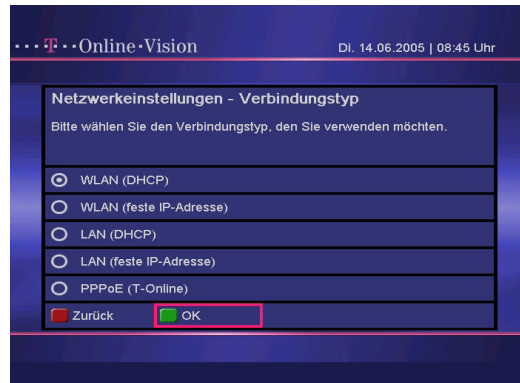 ····T··Online·Vision
Di. 14.06.2005 | 08:45 Uhr
Netzwerkeinstellungen - Verbindungstyp
Bitte wählen Sie den Verbindungstyp, den Sie verwenden möchten.
WLAN (DHCP)
WLAN (feste IP-Adresse)
LAN (DHCP)
LAN (feste IP-Adresse)
PPPoE (T-Online)
Zurück OK